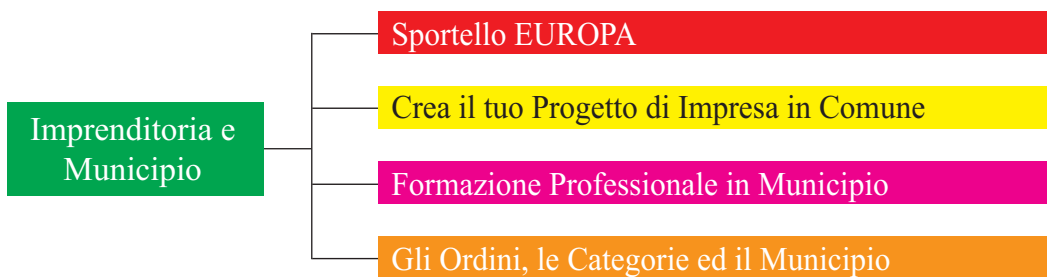 Imprenditoria e
Municipio
Sportello EUROPA
Crea il tuo Progetto di Impresa in Comune
Formazione Professionale in Municipio
Gli Ordini, le Categorie ed il Municipio